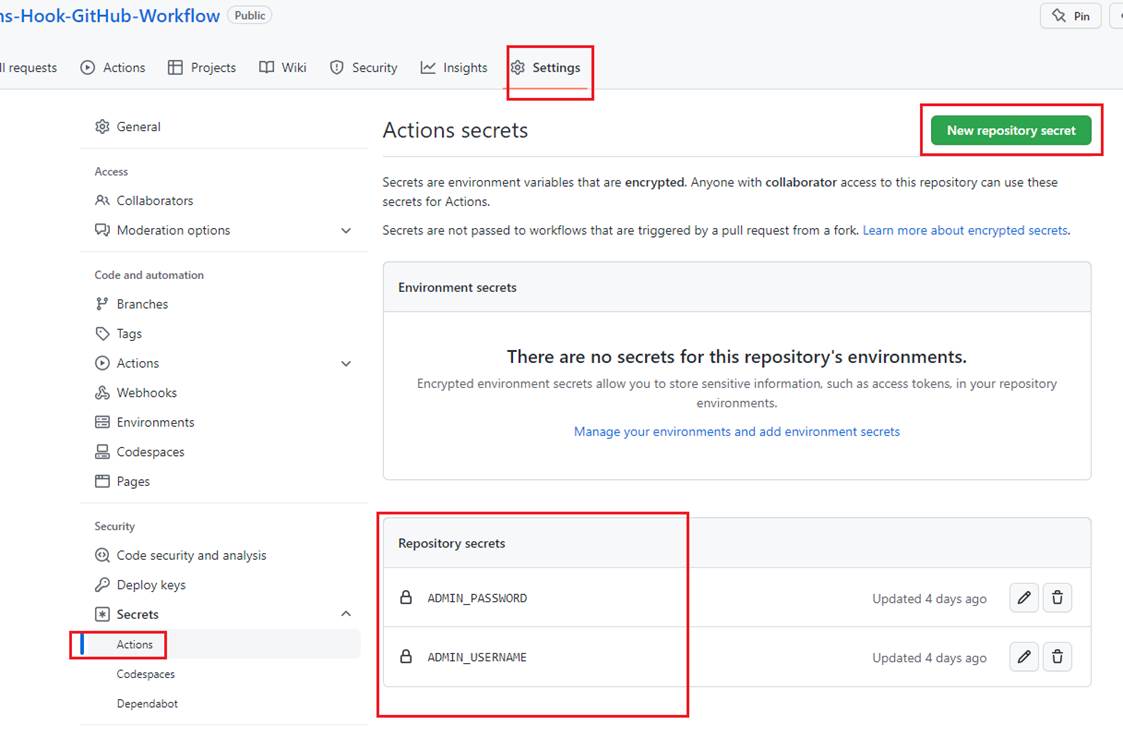 ns-Hook-GitHub-Workflow Public
Pin
ll requests Actions Projects Wiki Security Insights Settings
General
Access
Collaborators
Moderation options
Code and automation
Branches
Tags
Actions
Webhooks
Environments
Codespaces
Pages
Security
Code security and analysis
Deploy keys
Secrets
Actions
Codespaces
Dependabot
Actions secrets
New repository secret
Secrets are environment variables that are encrypted. Anyone with collaborator access to this repository can use these
secrets for Actions.
Secrets are not passed to workflows that are triggered by a pull request from a fork. Learn more about encrypted secrets.
Environment secrets
There are no secrets for this repository's environments.
Encrypted environment secrets allow you to store sensitive information, such as access tokens, in your repository
environments.
Manage your environments and add environment secrets
Repository secrets
ADMIN_PASSWORD Updated 4 days ago
ADMIN_USERNAME Updated 4 days ago